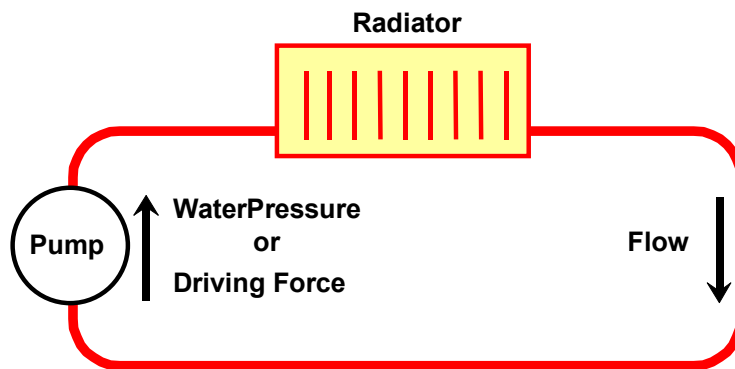 Radiator
WaterPressure
or
Driving Force
Pump
Flow